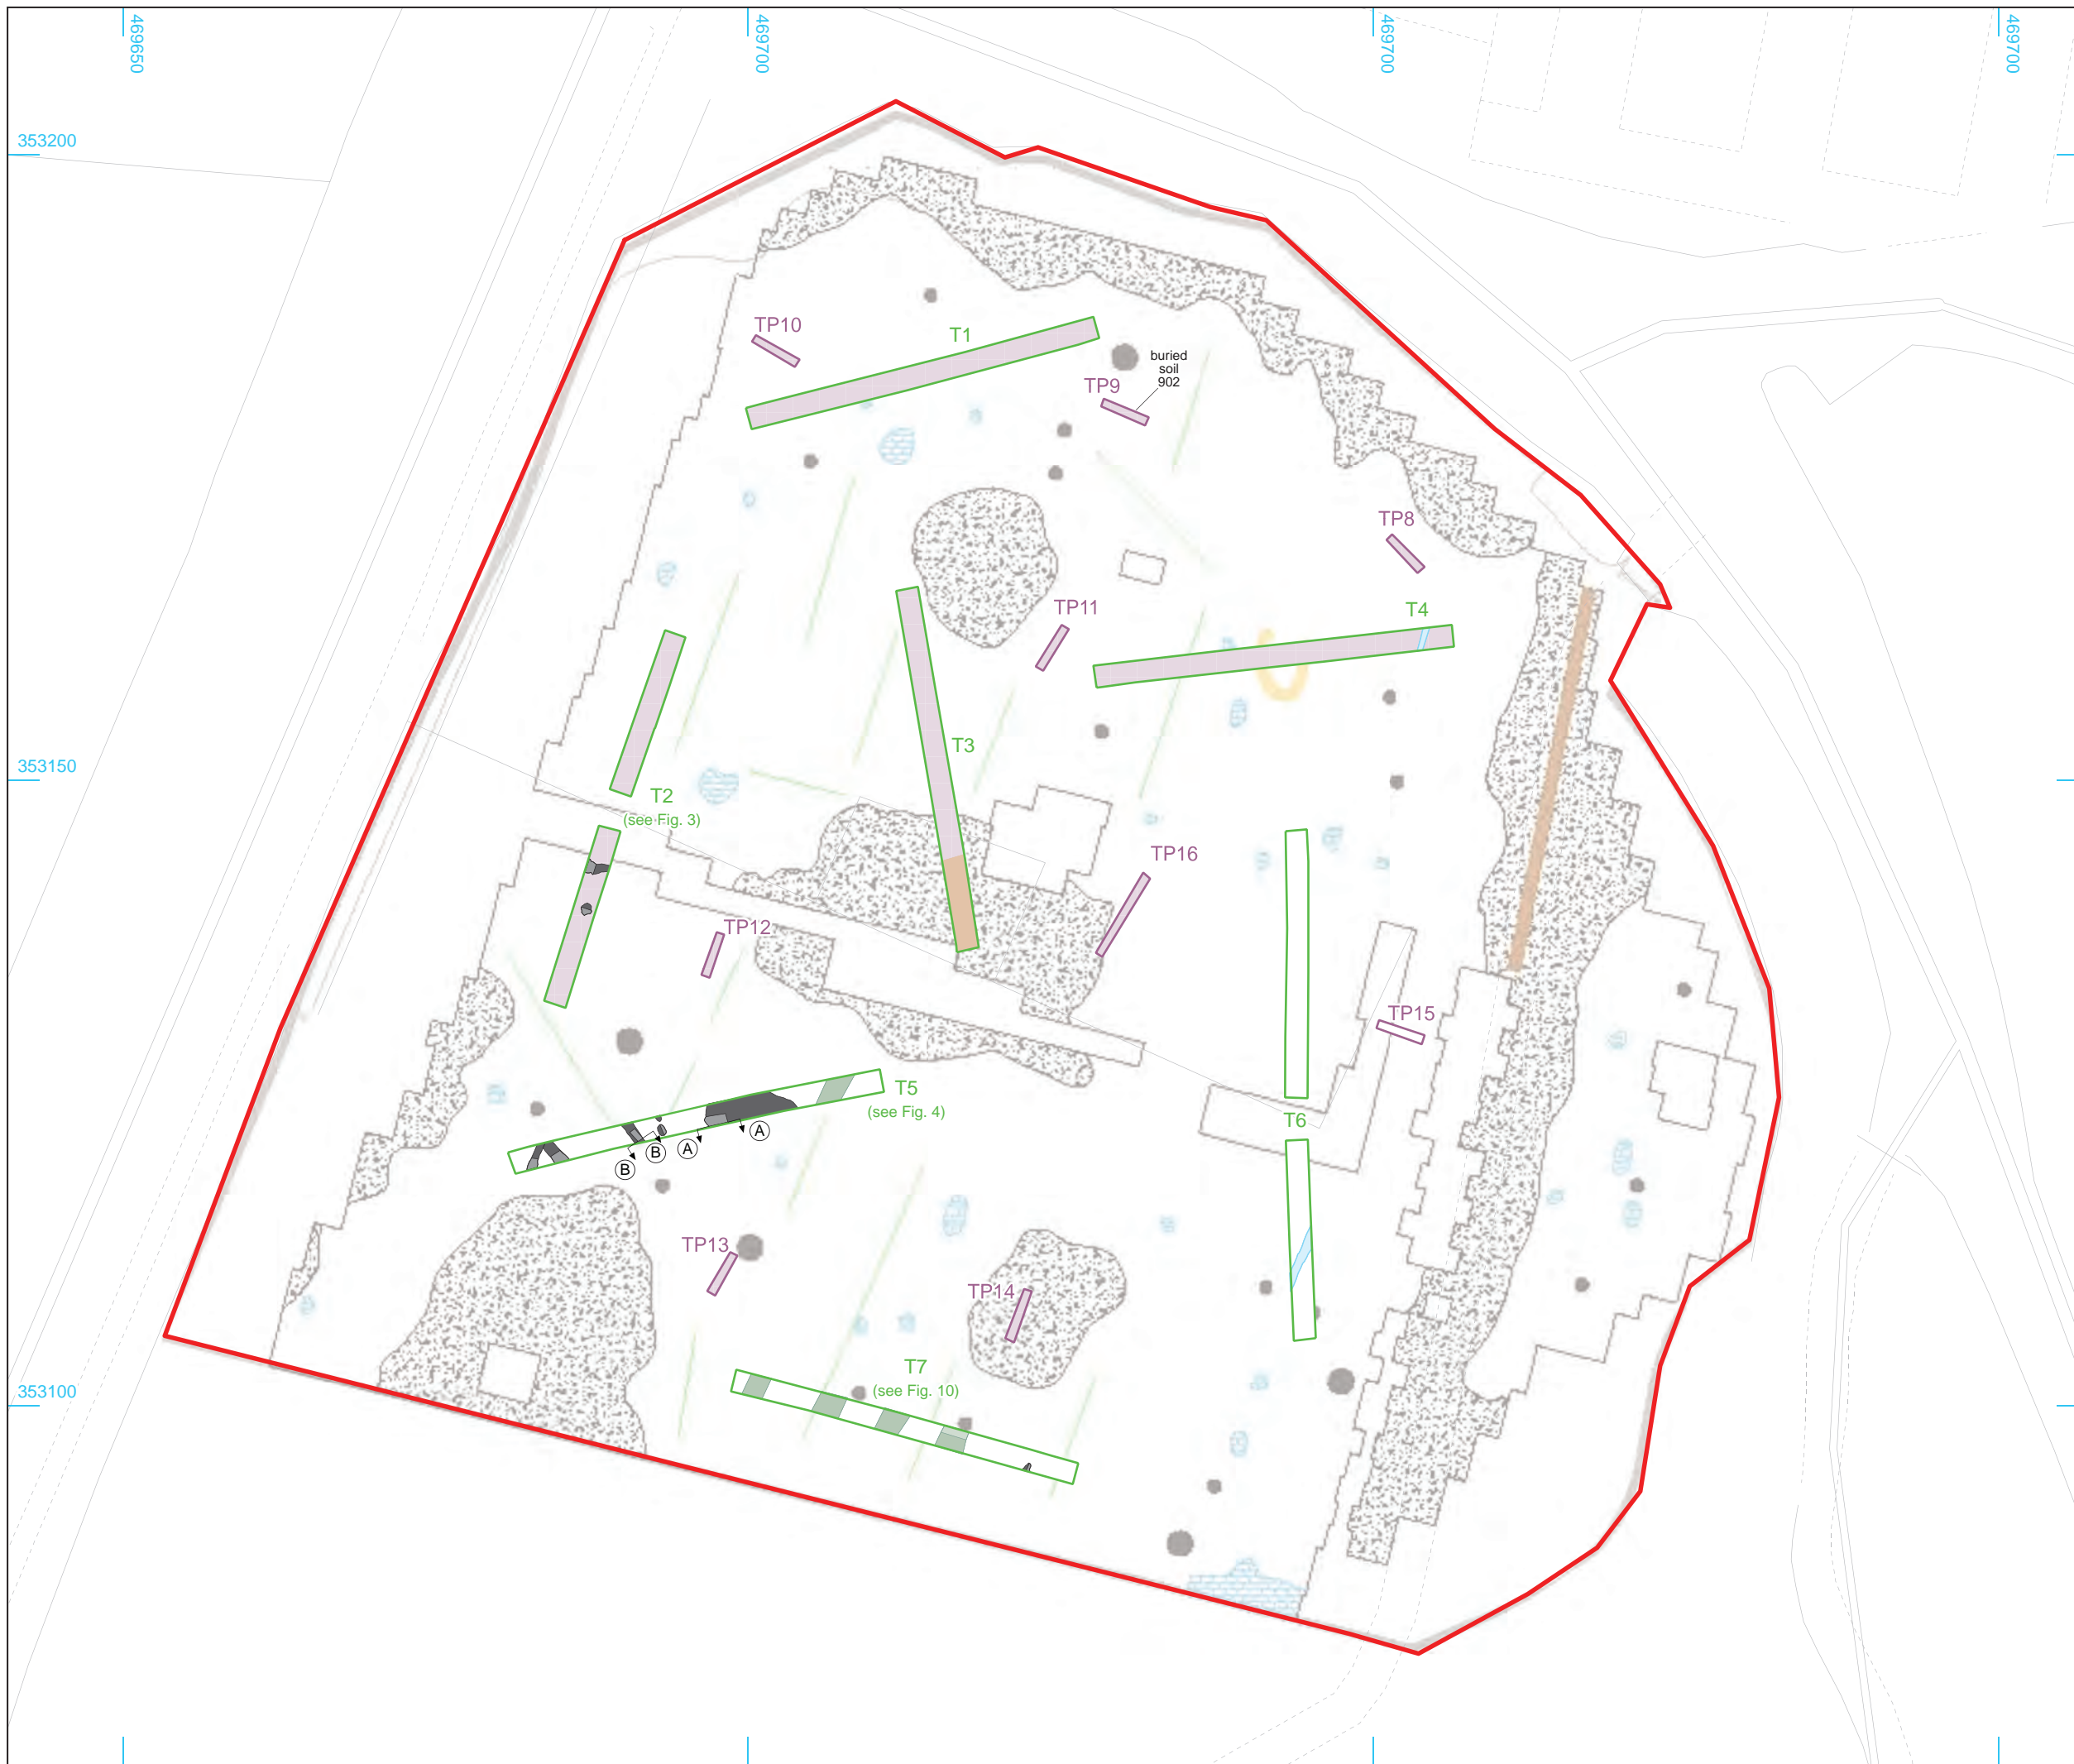 469650
469700
469700
469700
353200
TP10
T1
buried
soil
902
TP9
TP8
TP11
T4
T3
353150
T2
(see Fig. 3)
TP16
TP12
TP15
T5
(see Fig. 4)
T6
A
B
A
B
TP13
TP14
T7
(see Fig. 10)
353100